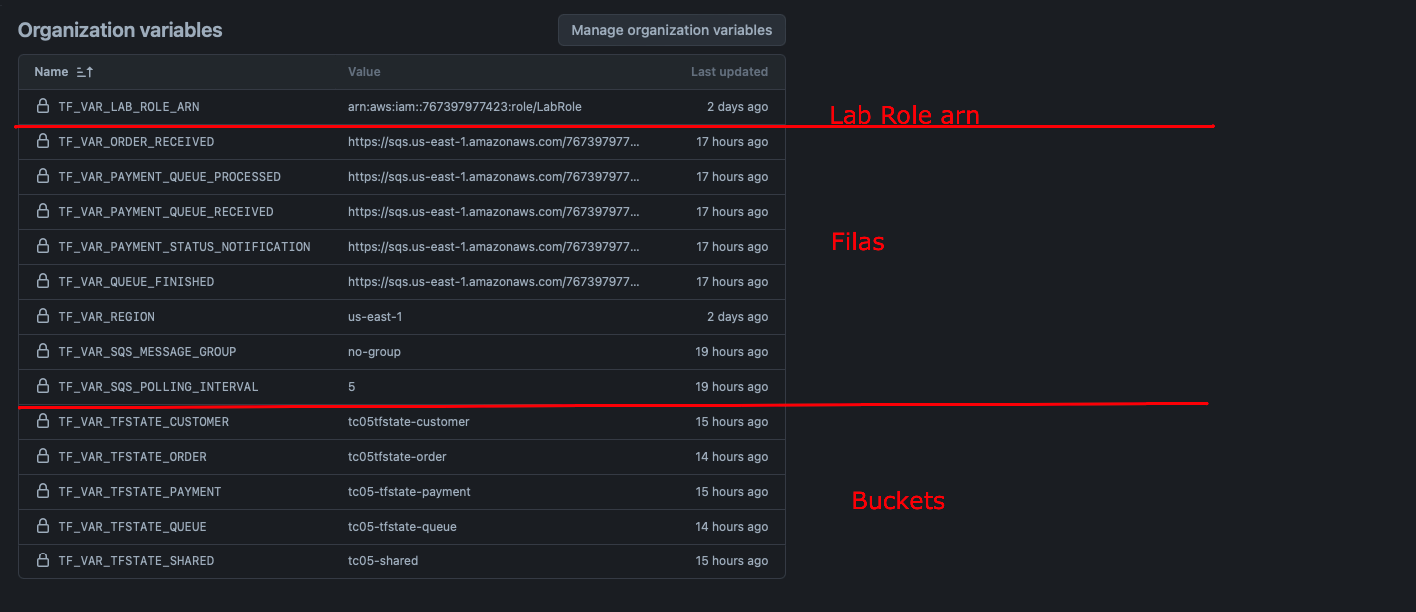 Organization variables Manage organization variables
Name Value Last updated
TF_VAR_LAB_ROLE_ARN arn:aws:iam::767397977423:role/LabRole 2 days ago
Lab Role arn
TF_VAR_ORDER_RECEIVED https://sqs.us-east-1.amazonaws.com/767397977... 17 hours ago
TF_VAR_PAYMENT_QUEUE_PROCESSED https://sqs.us-east-1.amazonaws.com/767397977... 17 hours ago
TF_VAR_PAYMENT_QUEUE_RECEIVED https://sqs.us-east-1.amazonaws.com/767397977... 17 hours ago
TF_VAR_PAYMENT_STATUS_NOTIFICATION https://sqs.us-east-1.amazonaws.com/767397977... 17 hours ago
Filas
TF_VAR_QUEUE_FINISHED https://sqs.us-east-1.amazonaws.com/767397977... 17 hours ago
TF_VAR_REGION us-east-1 2 days ago
TF_VAR_SQS_MESSAGE_GROUP no-group 19 hours ago
TF_VAR_SQS_POLLING_INTERVAL 5 19 hours ago
TF_VAR_TFSTATE_CUSTOMER tc05tfstate-customer 15 hours ago
TF_VAR_TFSTATE_ORDER tc05tfstate-order 14 hours ago
TF_VAR_TFSTATE_PAYMENT tc05-tfstate-payment 15 hours ago
Buckets
TF_VAR_TFSTATE_QUEUE tc05-tfstate-queue 14 hours ago
TF_VAR_TFSTATE_SHARED tc05-shared 15 hours ago